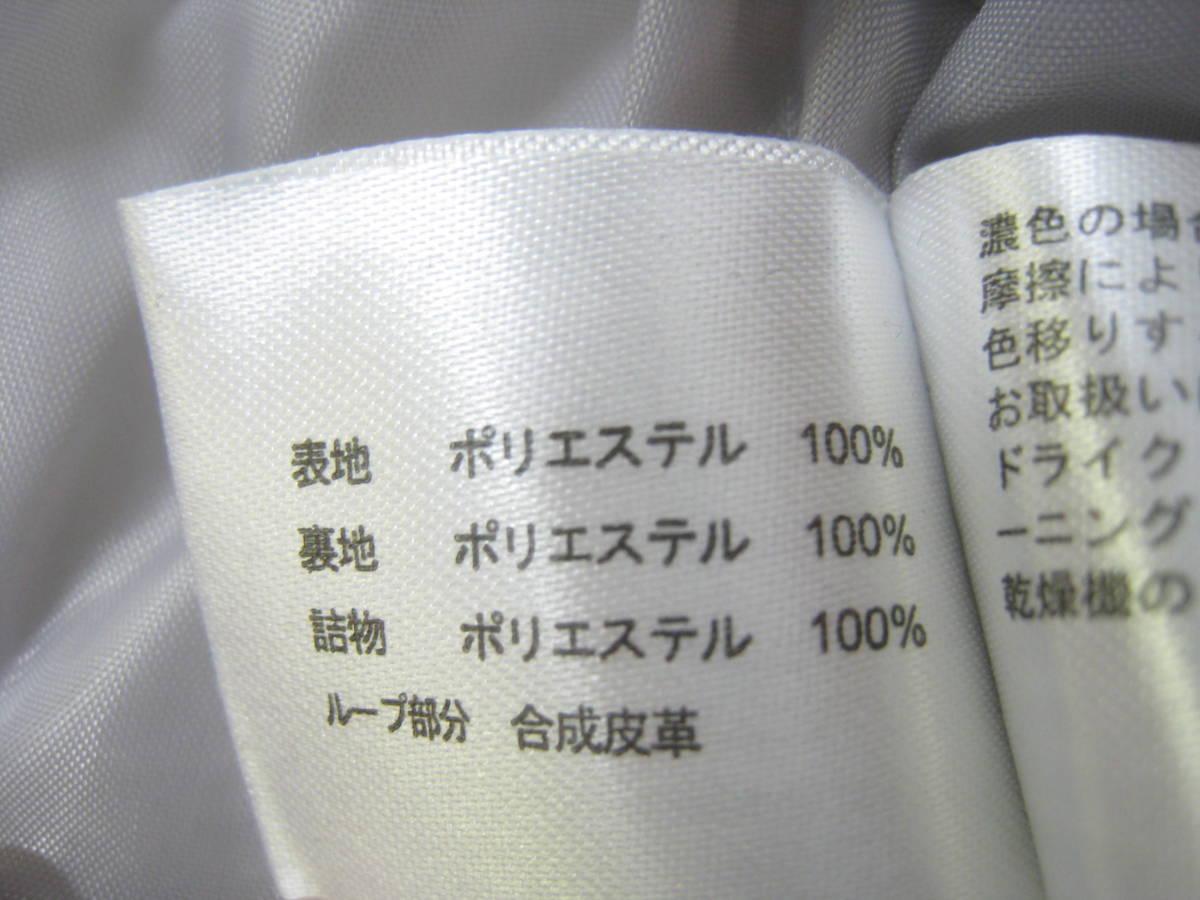 表地 ポリエステル 100%
裏地 ポリエステル 100%
詰物 ポリエステル 100%
ループ部分 合成皮革
濃色の場合
摩擦によ
色移りす
お取扱い
ドライク
ーニング
乾燥機の